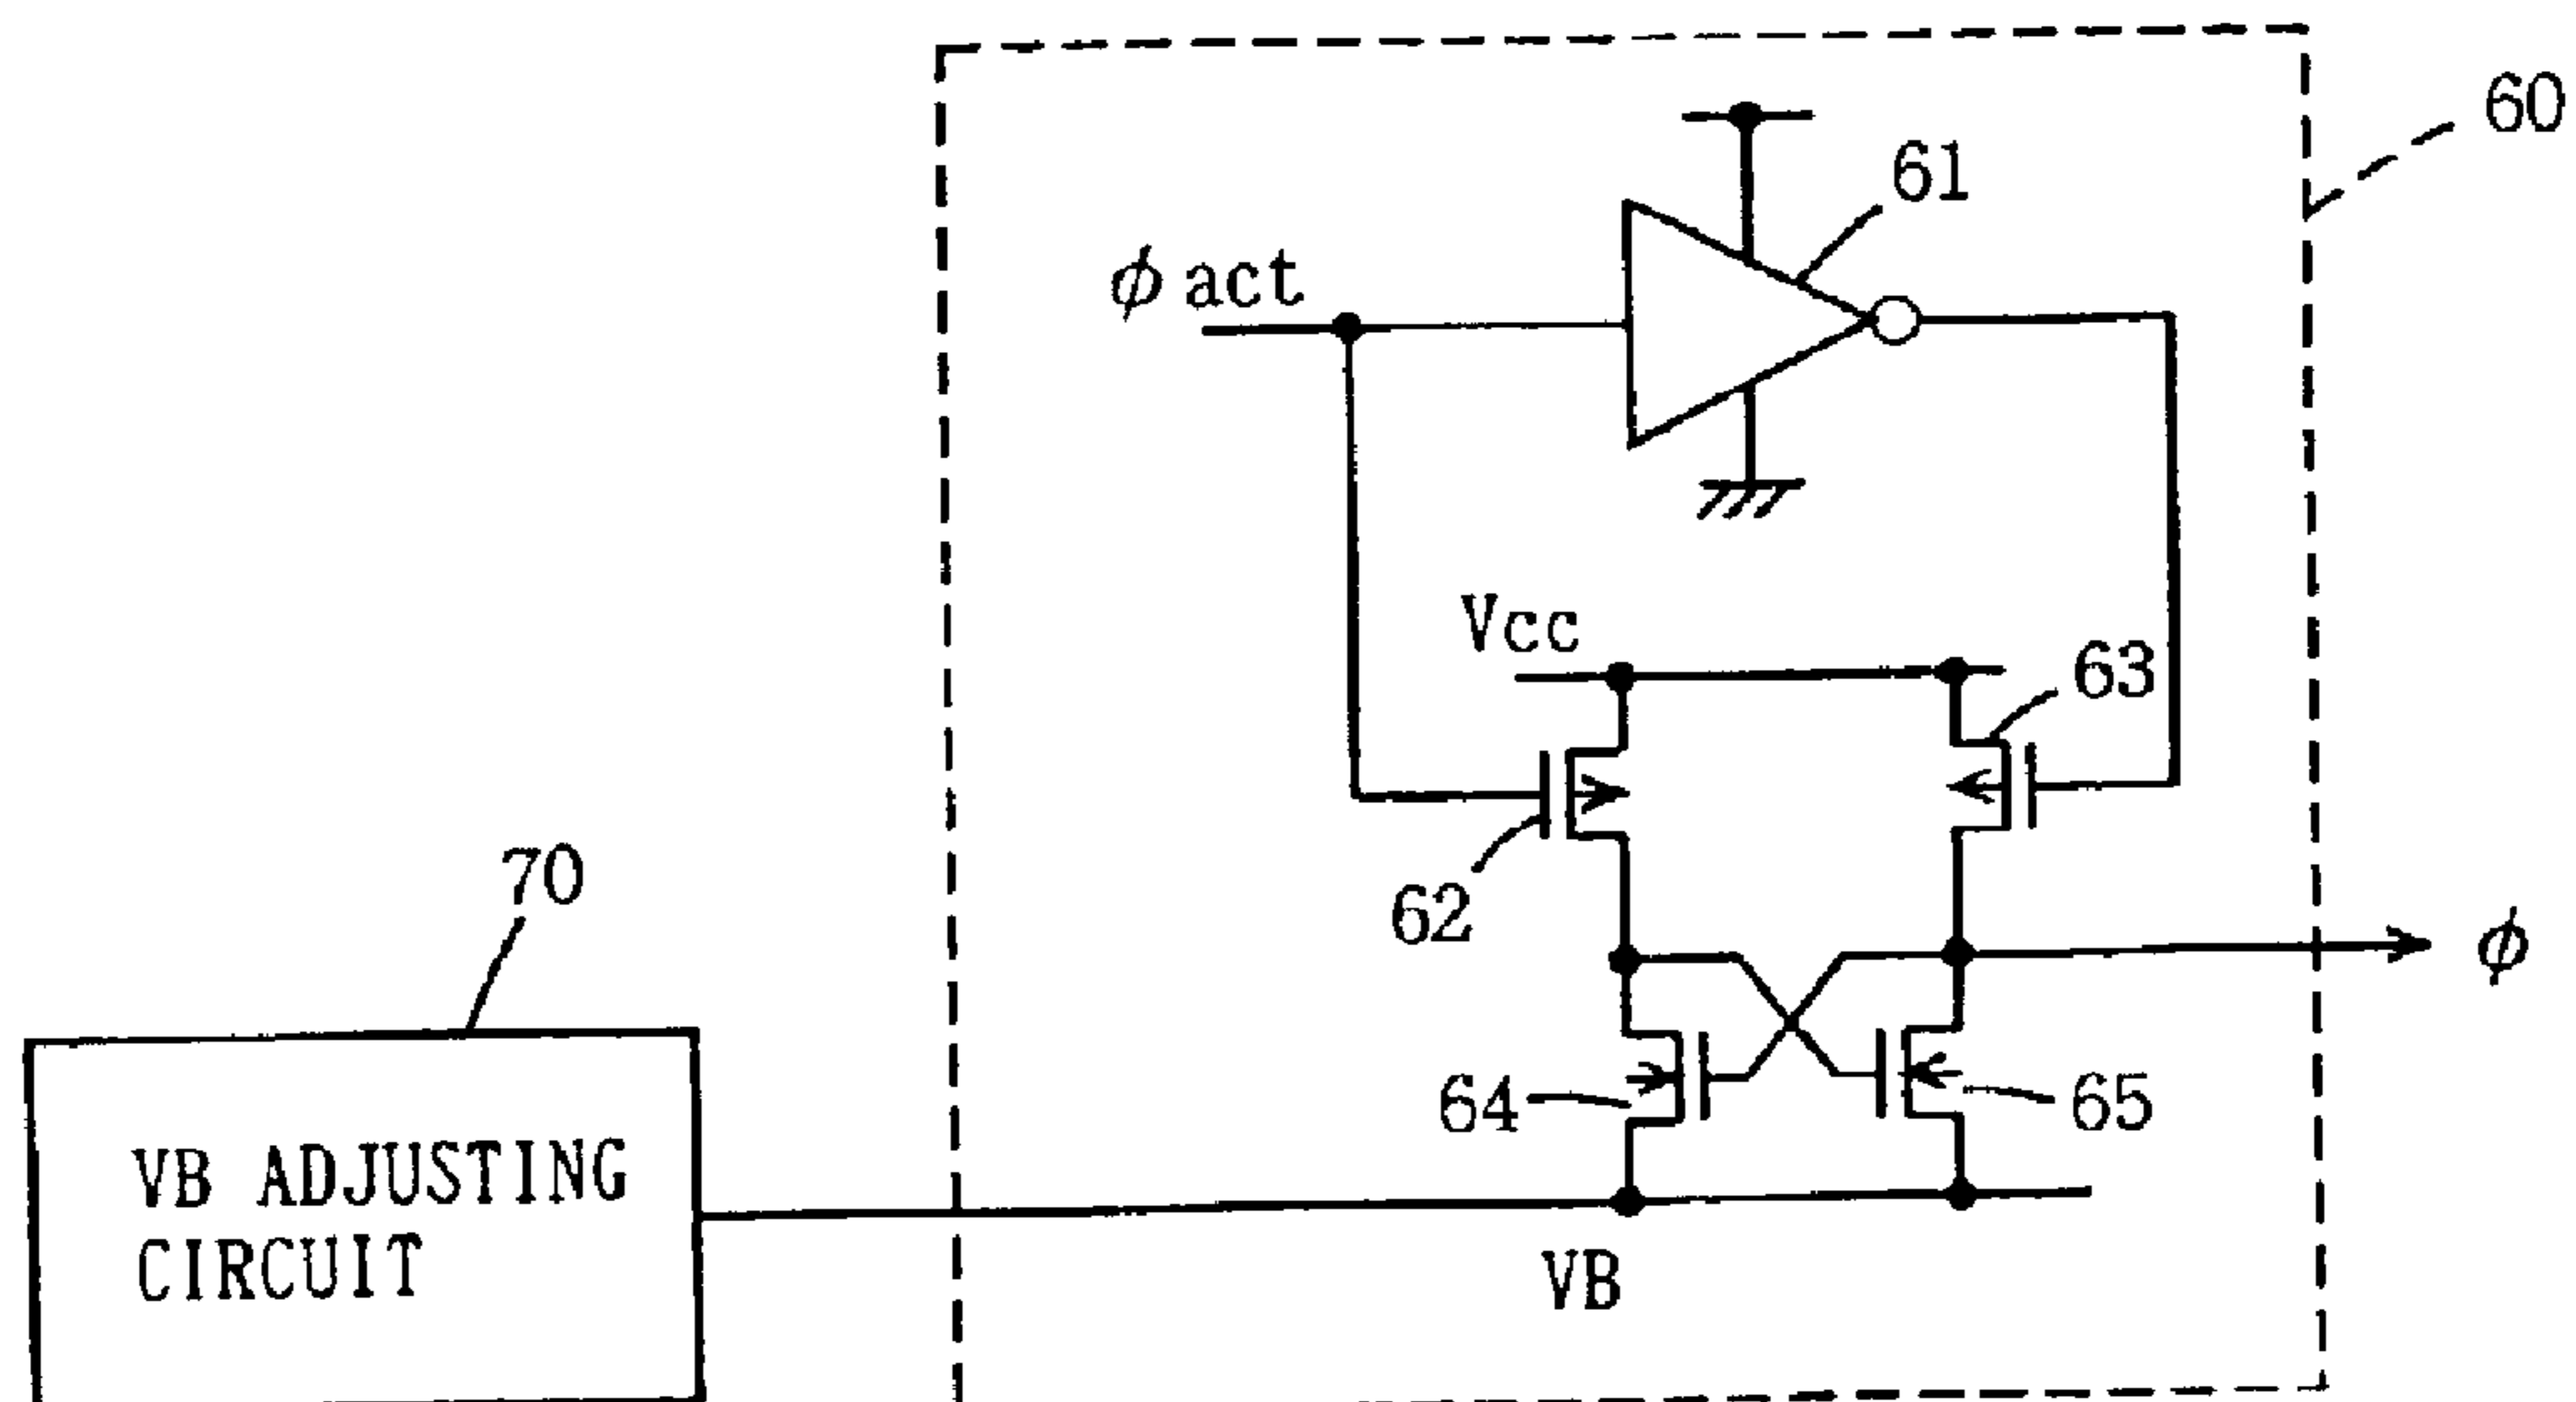 60
61
ϕ act
Vcc
63
70
62
ϕ
64
65
VB ADJUSTING
CIRCUIT
VB